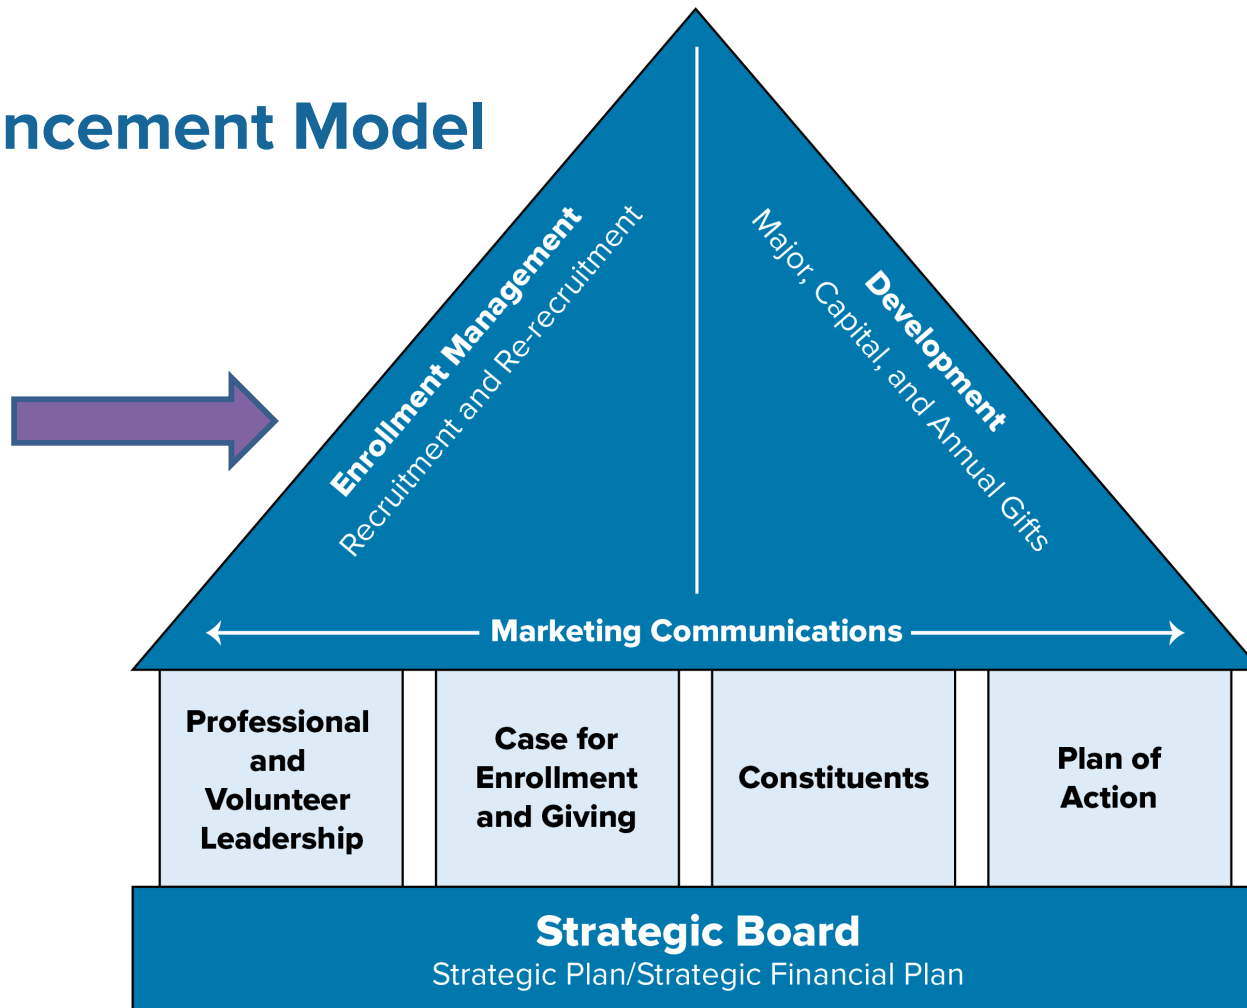 ncement Model
Enrollment Management
Recruitment and Re-recruitment
Development
Major, Capital, and Annual Gifts
Marketing Communications
Professional
and
Volunteer
Leadership
Case for
Enrollment
and Giving
Constituents
Plan of
Action
Strategic Board
Strategic Plan/Strategic Financial Plan